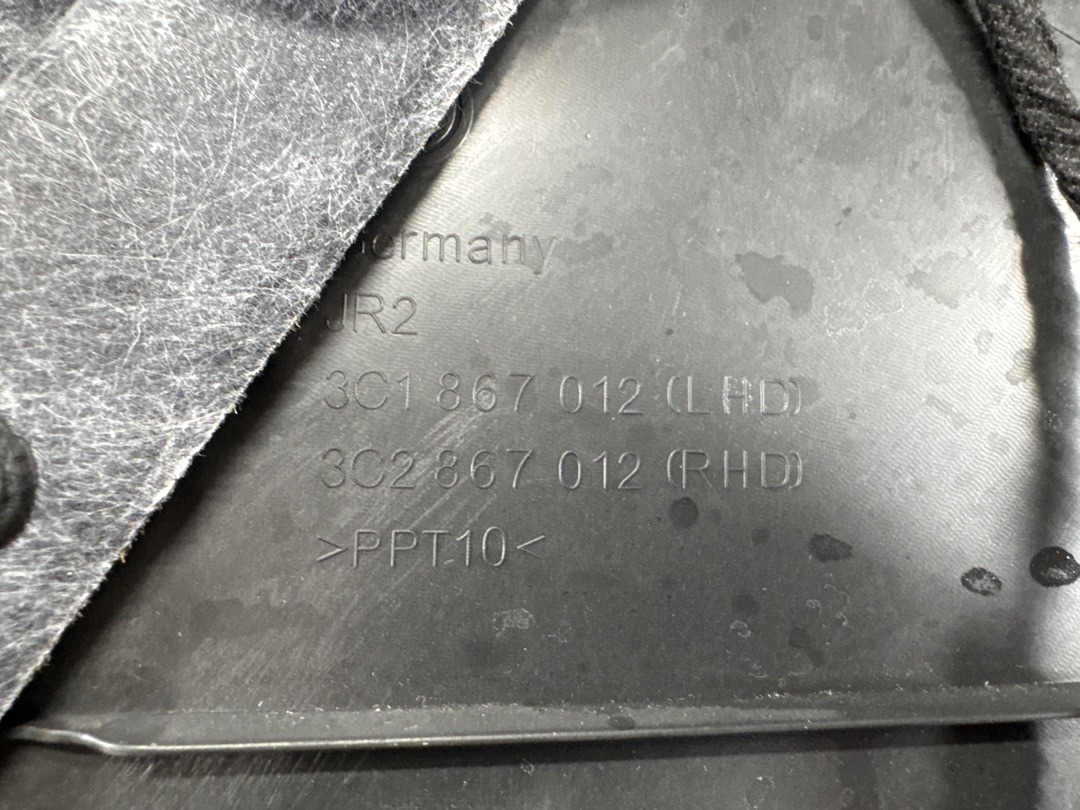 ermany
JR2
3C1 867 012 (LHD)
3C2 867 012 (RHD)
>PPT10<